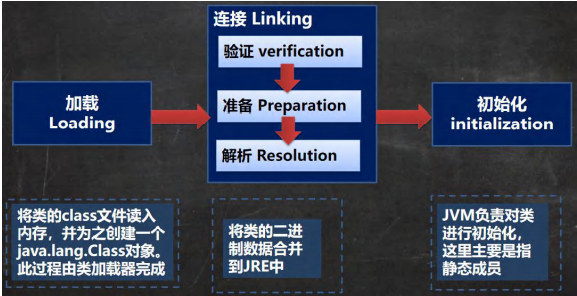 连接 Linking
验证 verification
准备 Preparation
解析 Resolution
加载
Loading
初始化
initialization
将类的class文件读入
内存，并为之创建一个
java.lang.Class对象。
此过程由类加载器完成
将类的二进
制数据合并
到JRE中
JVM负责对类
进行初始化，
这里主要是指
静态成员